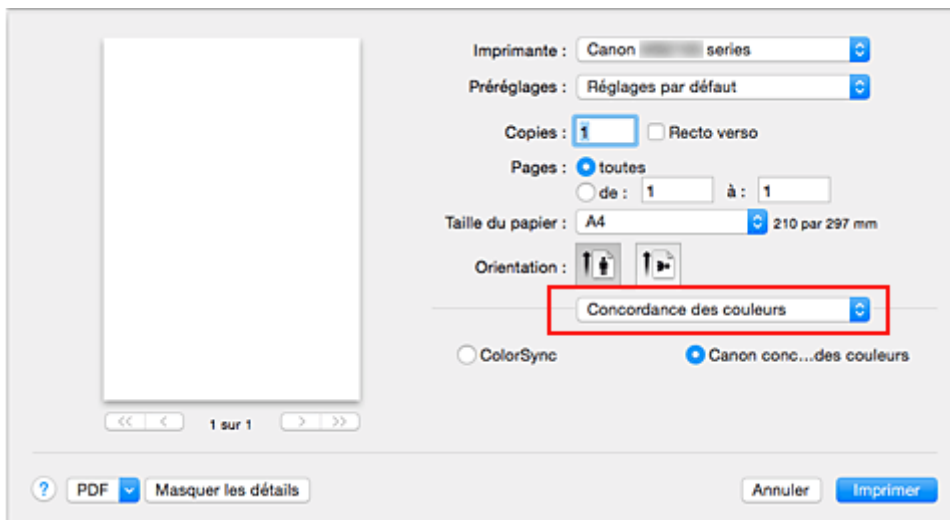 Imprimante : Canon series
Préréglages : Réglages par défaut
Copies : 1 Recto verso
Pages : toutes
de : 1 à : 1
Taille du papier : A4 210 par 297 mm
Orientation :
Concordance des couleurs
ColorSync Canon conc...des couleurs
<< < 1 sur 1 > >>
? PDF Masquer les détails Annuler Imprimer